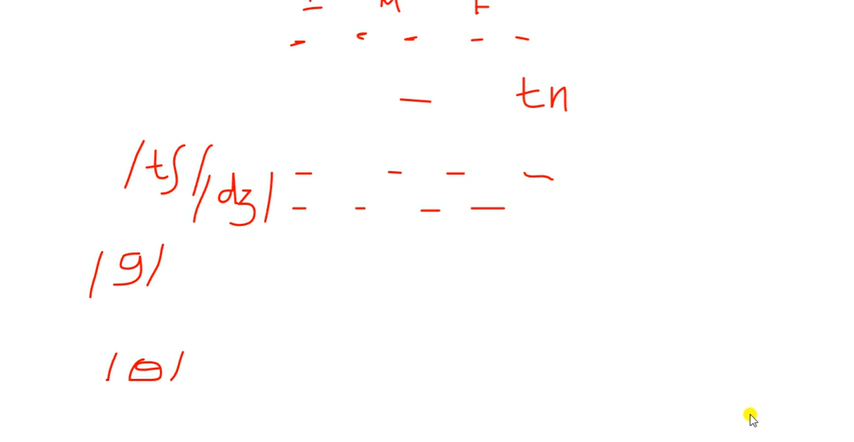 I M F
- - - - -
— tn
/tʃ/ - - - -
/dʒ/ - - - -
/g/
/θ/